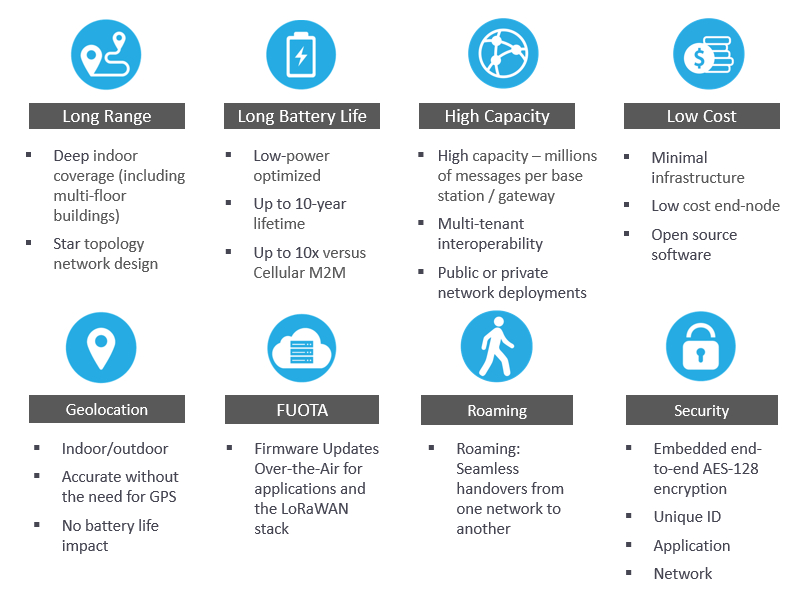 Long Range
Deep indoor
coverage (including
multi-floor
buildings)
Star topology
network design
Long Battery Life
Low-power
optimized
Up to 10-year
lifetime
Up to 10x versus
Cellular M2M
High Capacity
High capacity – millions
of messages per base
station / gateway
Multi-tenant
interoperability
Public or private
network deployments
Low Cost
$
Minimal
infrastructure
Low cost end-node
Open source
software
Geolocation
Indoor/outdoor
Accurate without
the need for GPS
No battery life
impact
FUOTA
Firmware Updates
Over-the-Air for
applications and
the LoRaWAN
stack
Roaming
Roaming:
Seamless
handovers from
one network to
another
Security
Embedded end-
to-end AES-128
encryption
Unique ID
Application
Network